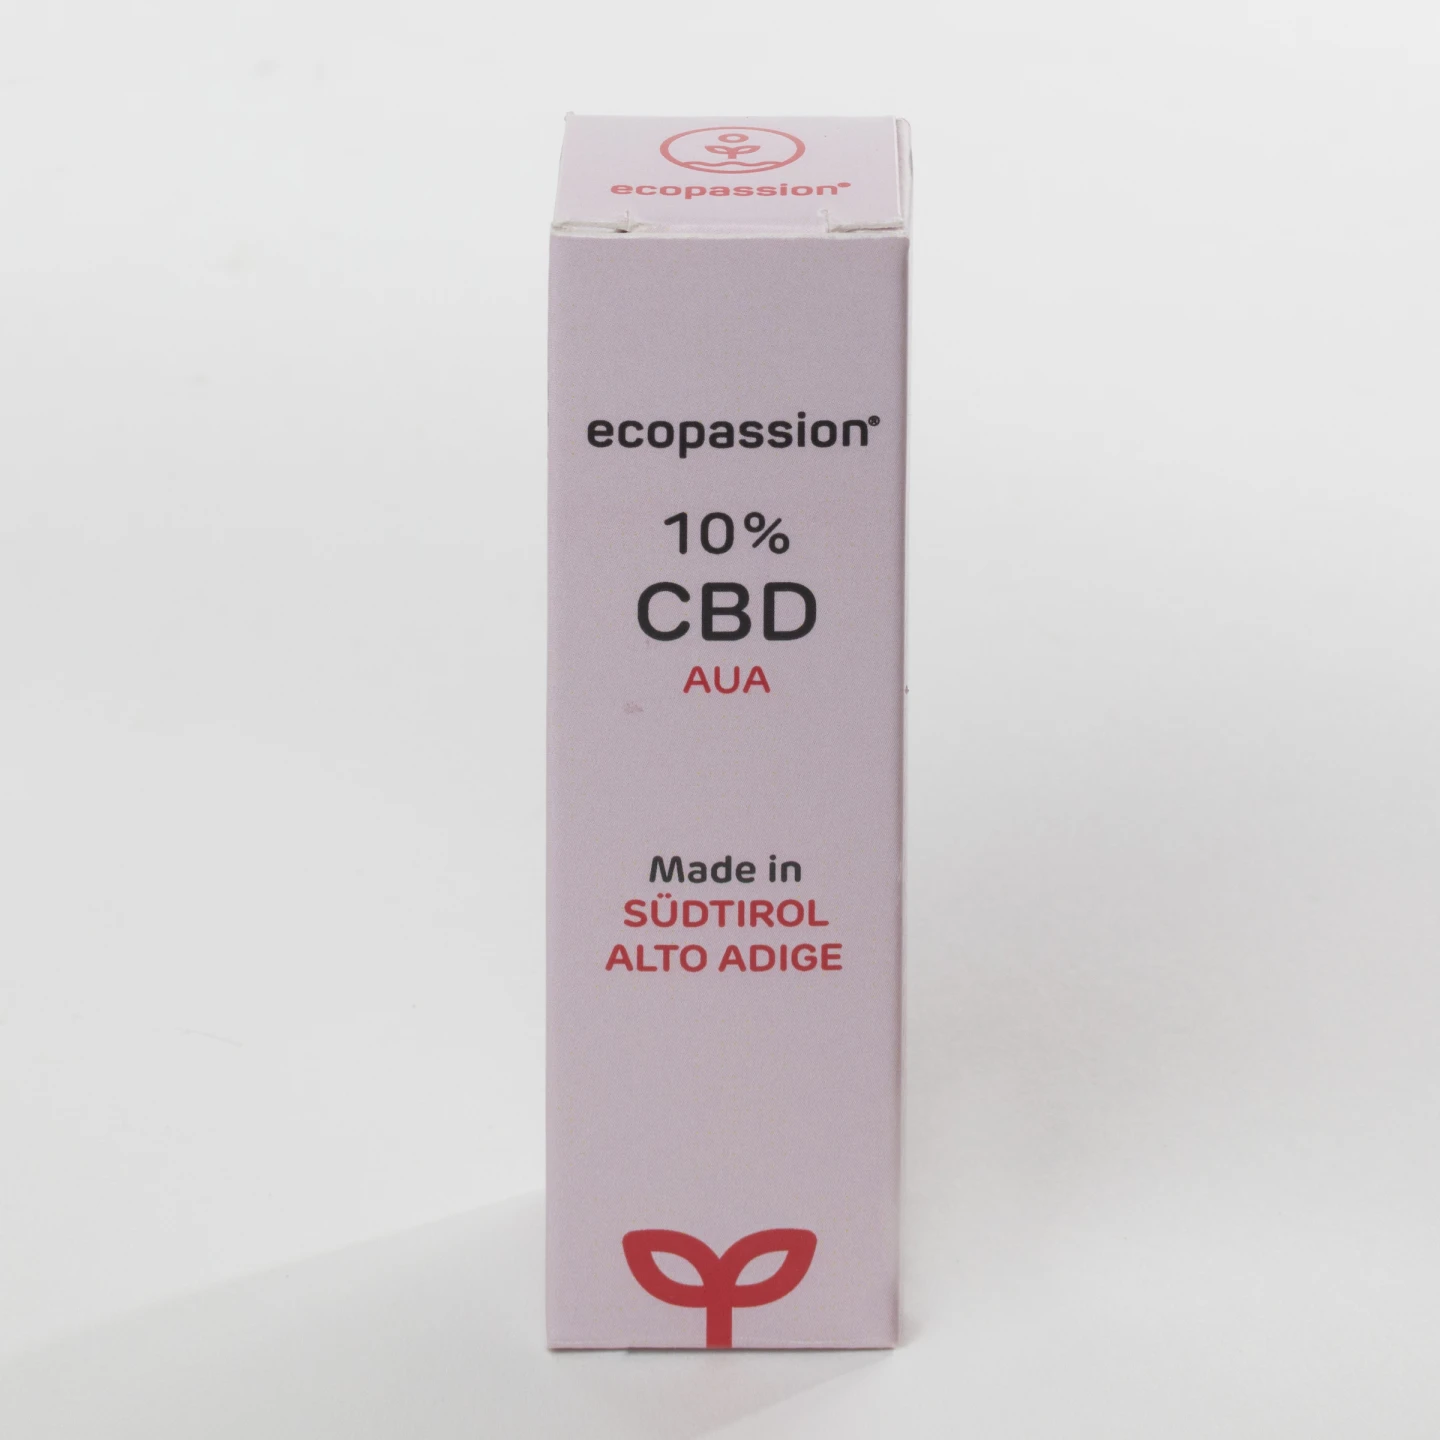 ecopassion®
ecopassion®
10%
CBD
AUA
Made in
SÜDTIROL
ALTO ADIGE